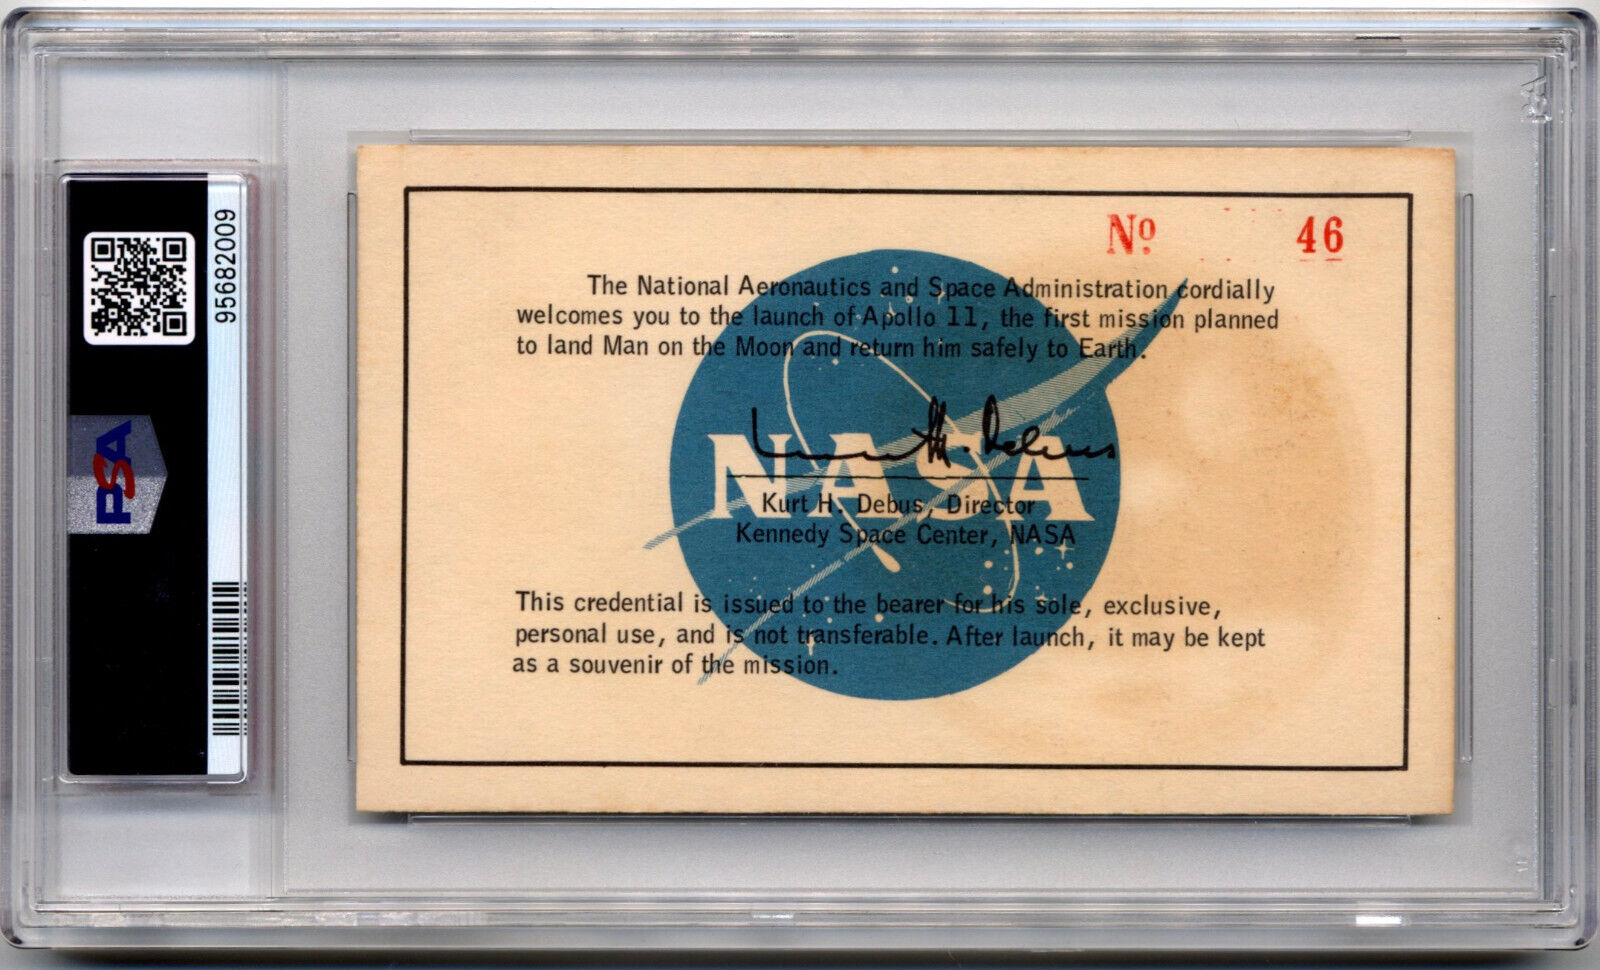 95682009
PSA
Nº 46
The National Aeronautics and Space Administration cordially
welcomes you to the launch of Apollo 11, the first mission planned
to land Man on the Moon and return him safely to Earth.
NASA
Kurt H. Debus
Kurt H. Debus, Director
Kennedy Space Center, NASA
This credential is issued to the bearer for his sole, exclusive,
personal use, and is not transferable. After launch, it may be kept
as a souvenir of the mission.